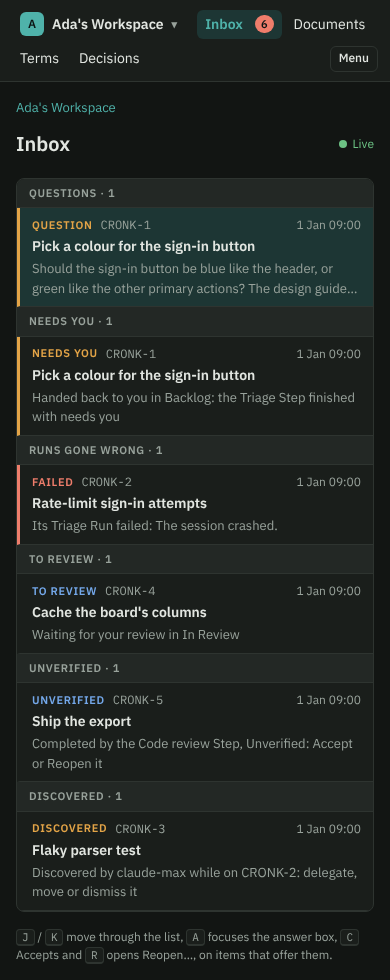 A Ada's Workspace ▾ Inbox 6 Documents
Terms Decisions Menu
Ada's Workspace
Inbox Live
QUESTIONS · 1
QUESTION CRONK-1 1 Jan 09:00
Pick a colour for the sign-in button
Should the sign-in button be blue like the header, or
green like the other primary actions? The design guide...
NEEDS YOU · 1
NEEDS YOU CRONK-1 1 Jan 09:00
Pick a colour for the sign-in button
Handed back to you in Backlog: the Triage Step finished
with needs you
RUNS GONE WRONG · 1
FAILED CRONK-2 1 Jan 09:00
Rate-limit sign-in attempts
Its Triage Run failed: The session crashed.
TO REVIEW · 1
TO REVIEW CRONK-4 1 Jan 09:00
Cache the board's columns
Waiting for your review in In Review
UNVERIFIED · 1
UNVERIFIED CRONK-5 1 Jan 09:00
Ship the export
Completed by the Code review Step, Unverified: Accept
or Reopen it
DISCOVERED · 1
DISCOVERED CRONK-3 1 Jan 09:00
Flaky parser test
Discovered by claude-max while on CRONK-2: delegate,
move or dismiss it
J / K move through the list, A focuses the answer box, C
Accepts and R opens Reopen..., on items that offer them.